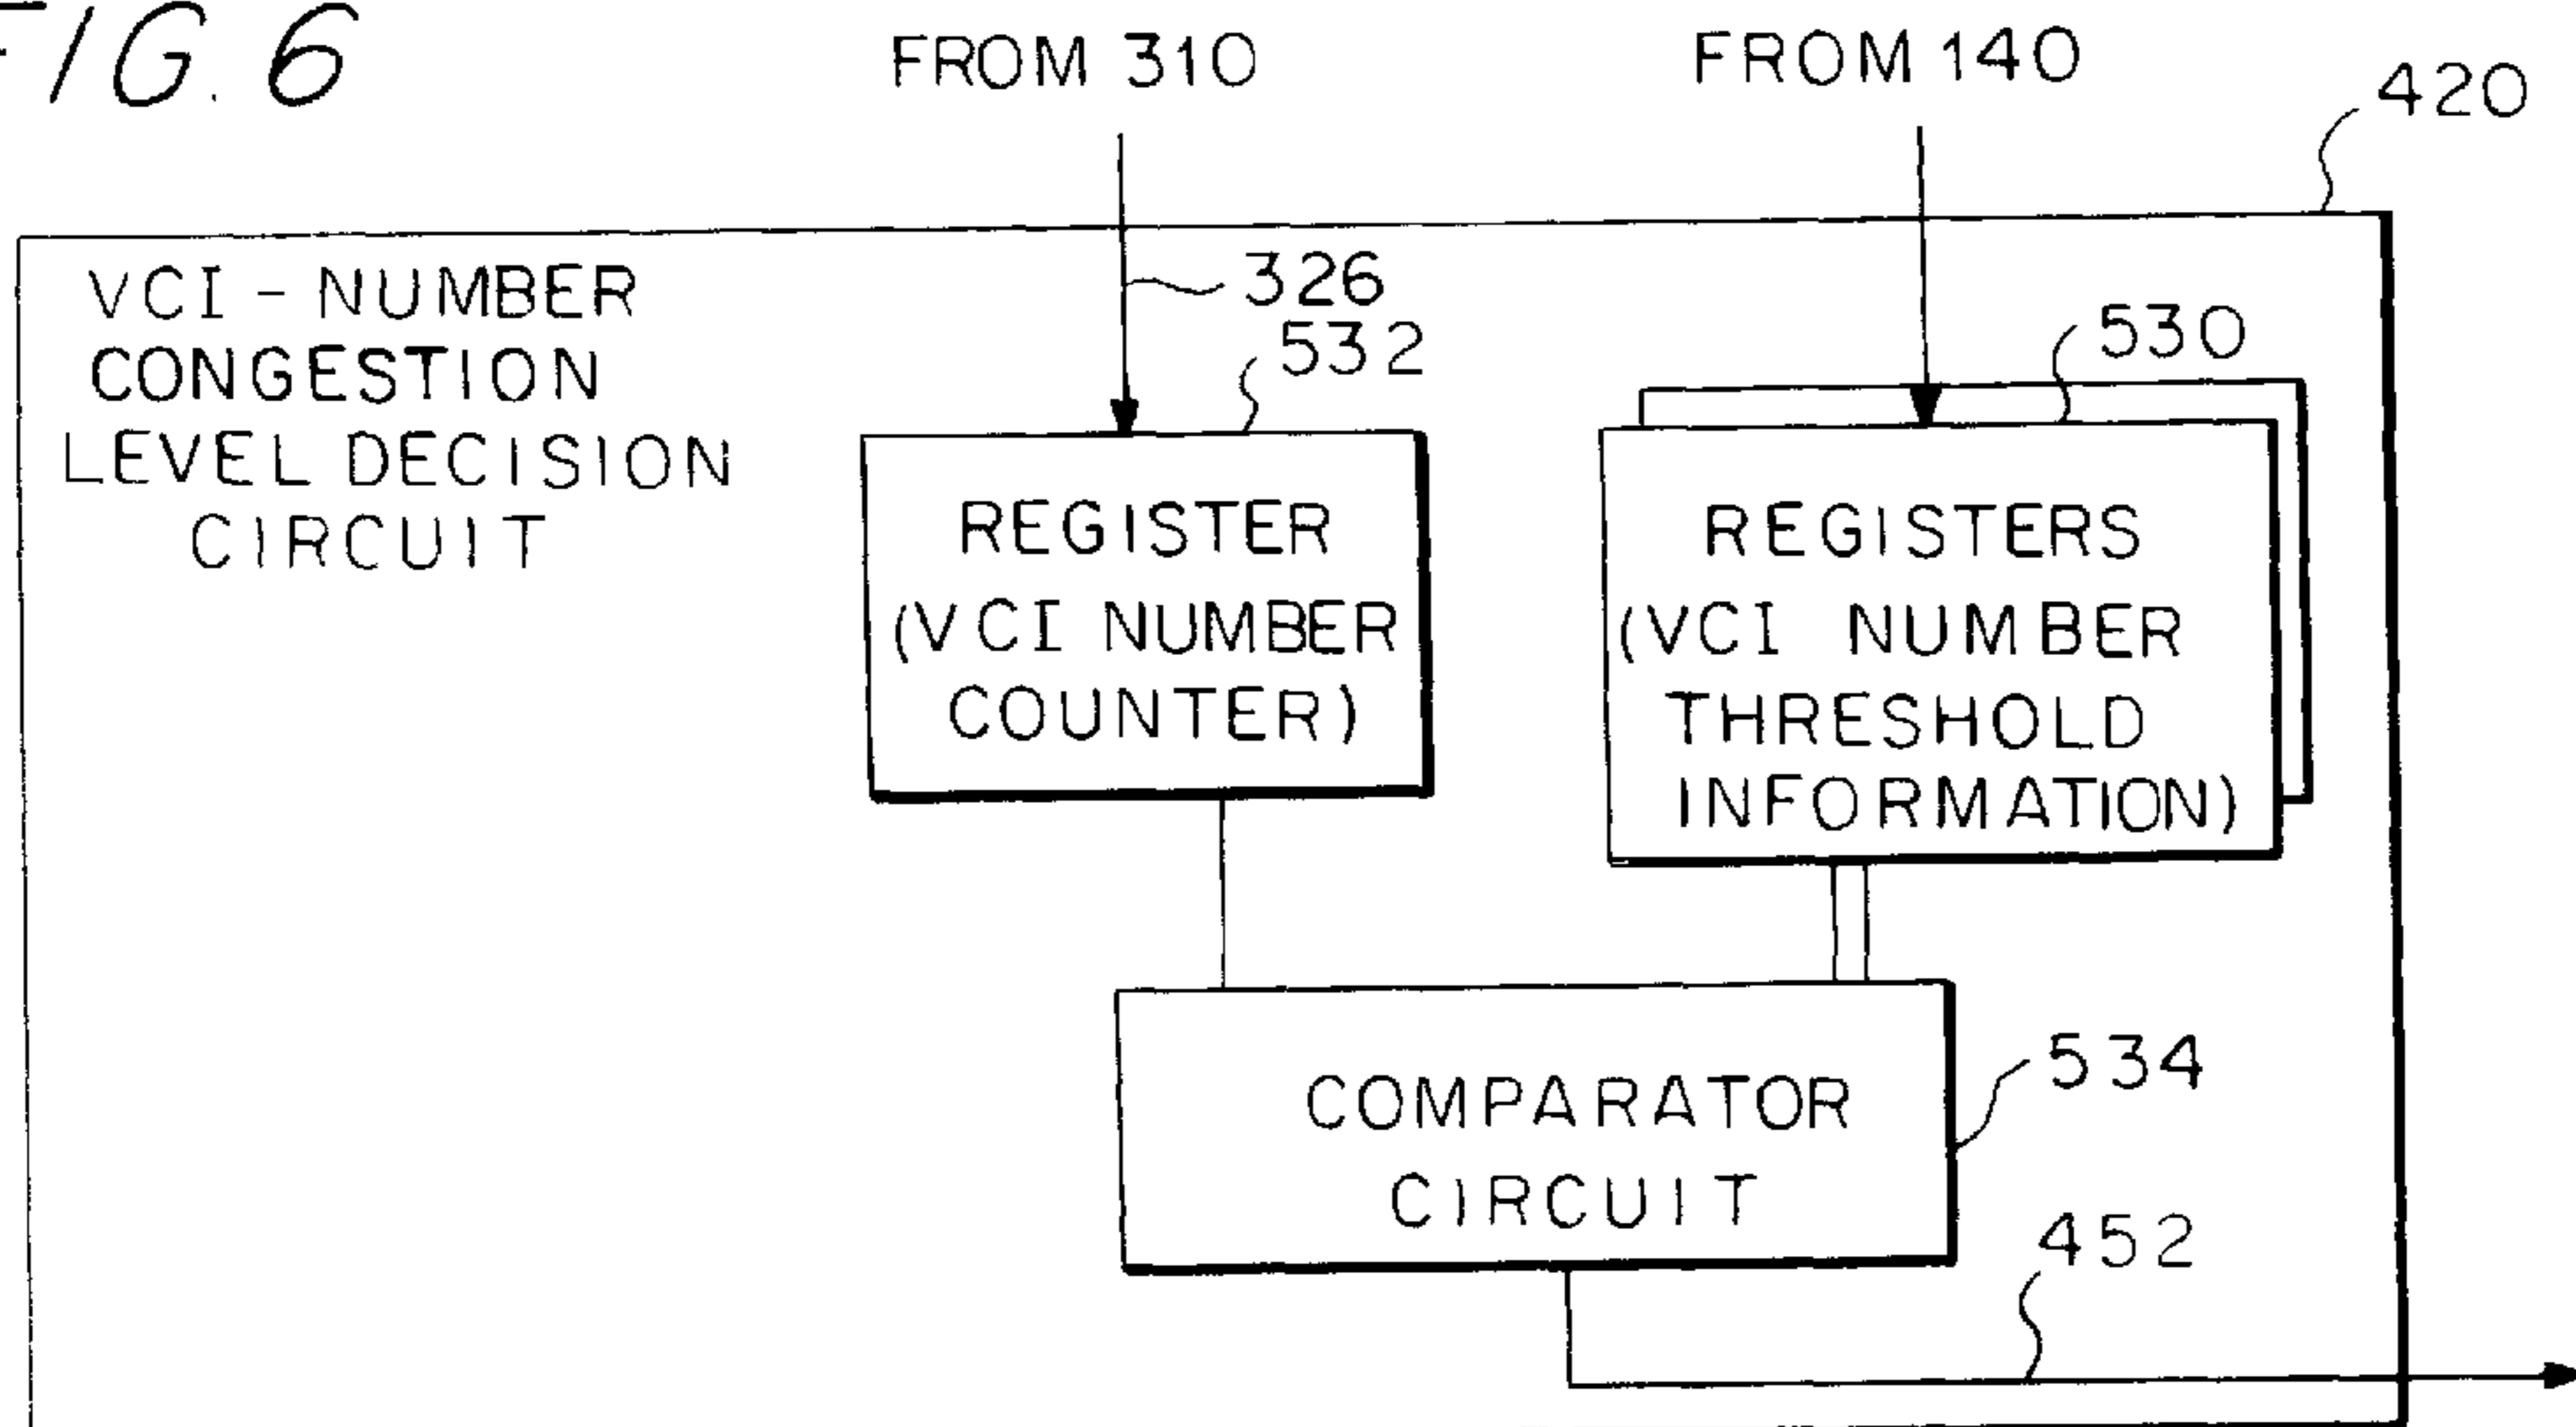 FIG. 6
FROM 310
FROM 140
420
VCI-NUMBER
CONGESTION
LEVEL DECISION
CIRCUIT
326
532
530
REGISTER
(VCI NUMBER
COUNTER)
REGISTERS
(VCI NUMBER
THRESHOLD
INFORMATION)
COMPARATOR
CIRCUIT
534
452